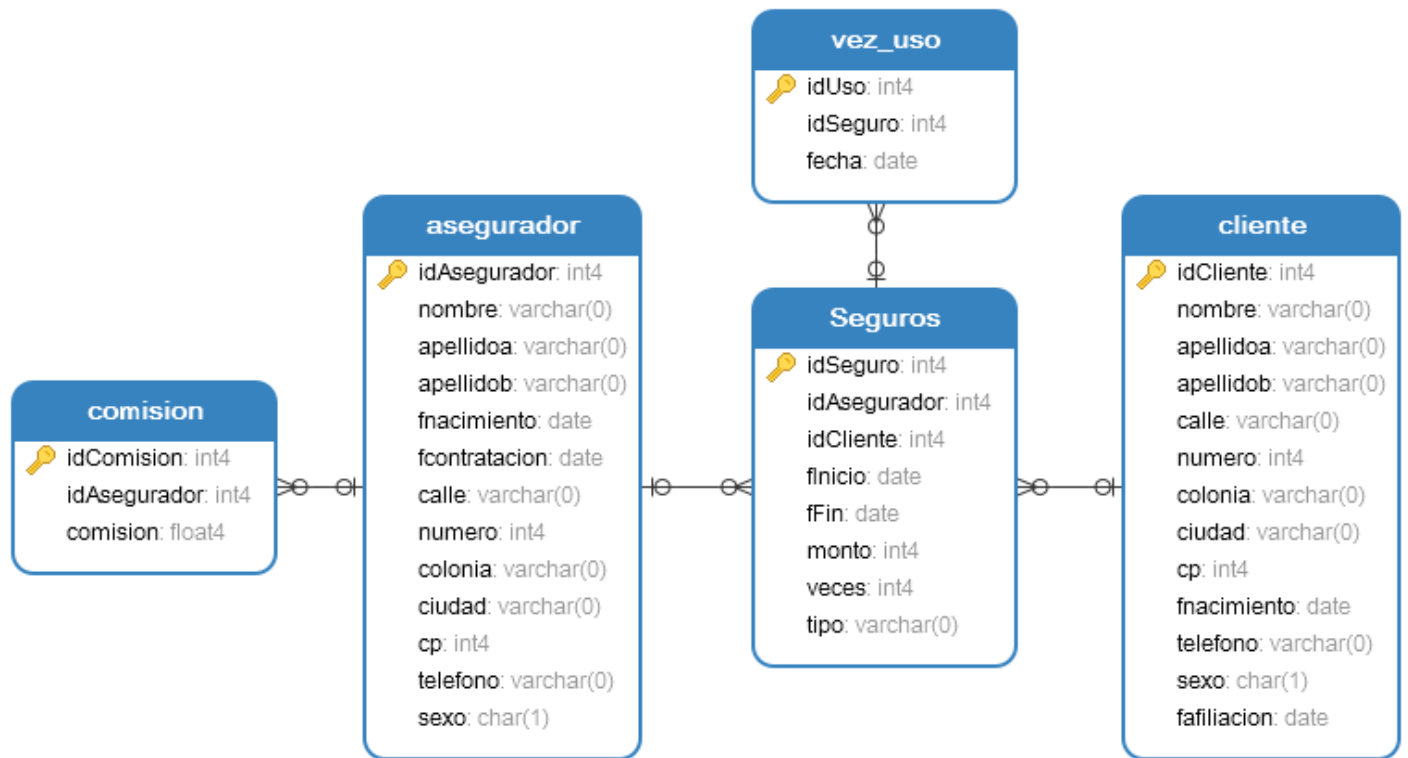 vez_uso
idUso: int4
idSeguro: int4
fecha: date
asegurador
idAsegurador: int4
nombre: varchar(0)
apellidoa: varchar(0)
apellidob: varchar(0)
fnacimiento: date
fcontratacion: date
calle: varchar(0)
numero: int4
colonia: varchar(0)
ciudad: varchar(0)
cp: int4
telefono: varchar(0)
sexo: char(1)
cliente
idCliente: int4
nombre: varchar(0)
apellidoa: varchar(0)
apellidob: varchar(0)
calle: varchar(0)
numero: int4
colonia: varchar(0)
ciudad: varchar(0)
cp: int4
fnacimiento: date
telefono: varchar(0)
sexo: char(1)
fafiliacion: date
Seguros
idSeguro: int4
idAsegurador: int4
idCliente: int4
fInicio: date
fFin: date
monto: int4
veces: int4
tipo: varchar(0)
comision
idComision: int4
idAsegurador: int4
comision: float4